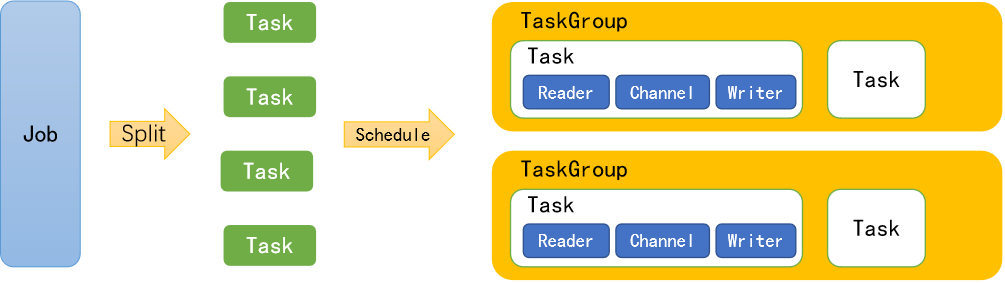 Job
Split
Task
Task
Task
Task
Schedule
TaskGroup
Task
Reader Channel Writer
Task
TaskGroup
Task
Reader Channel Writer
Task